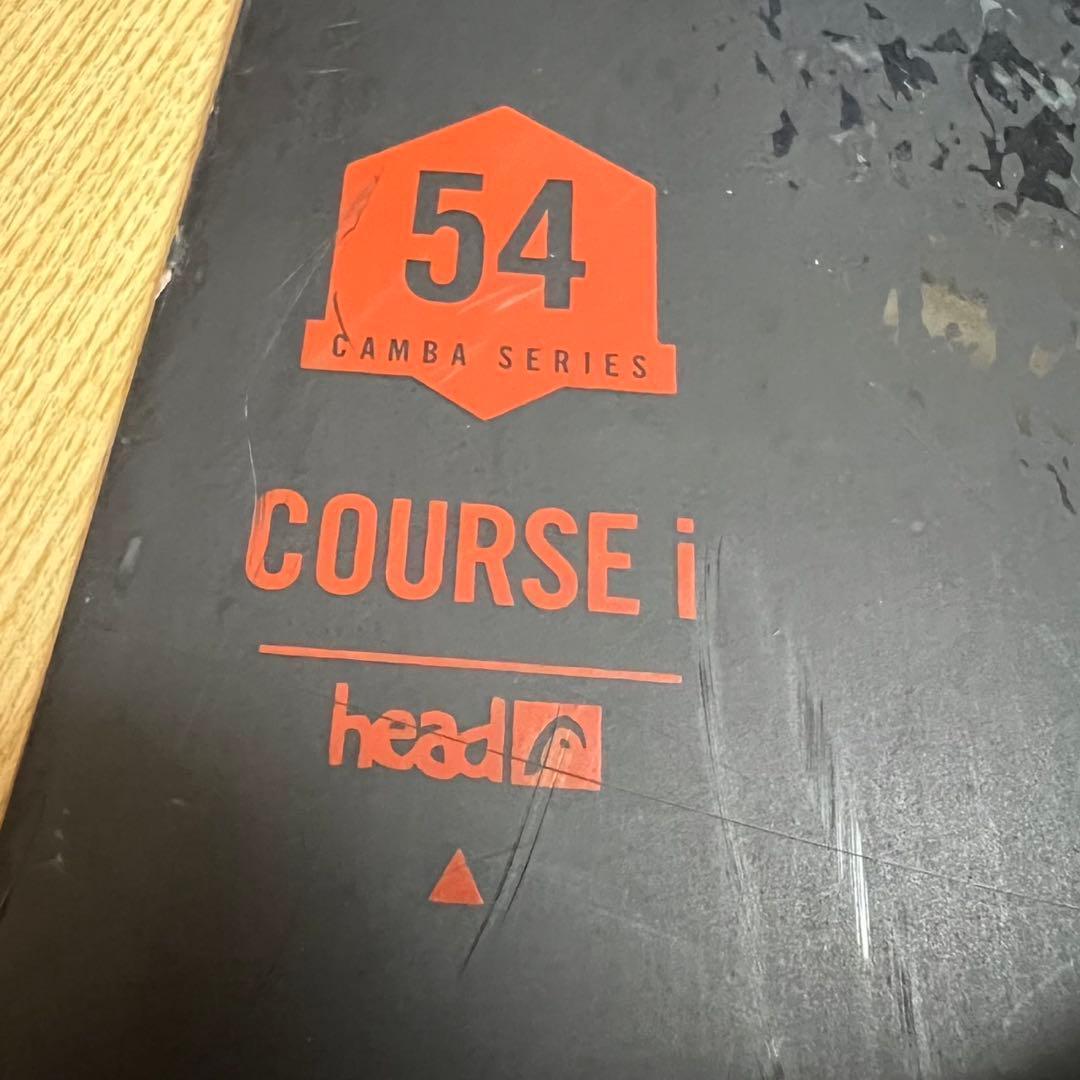 54
CAMBA SERIES
COURSE i
head